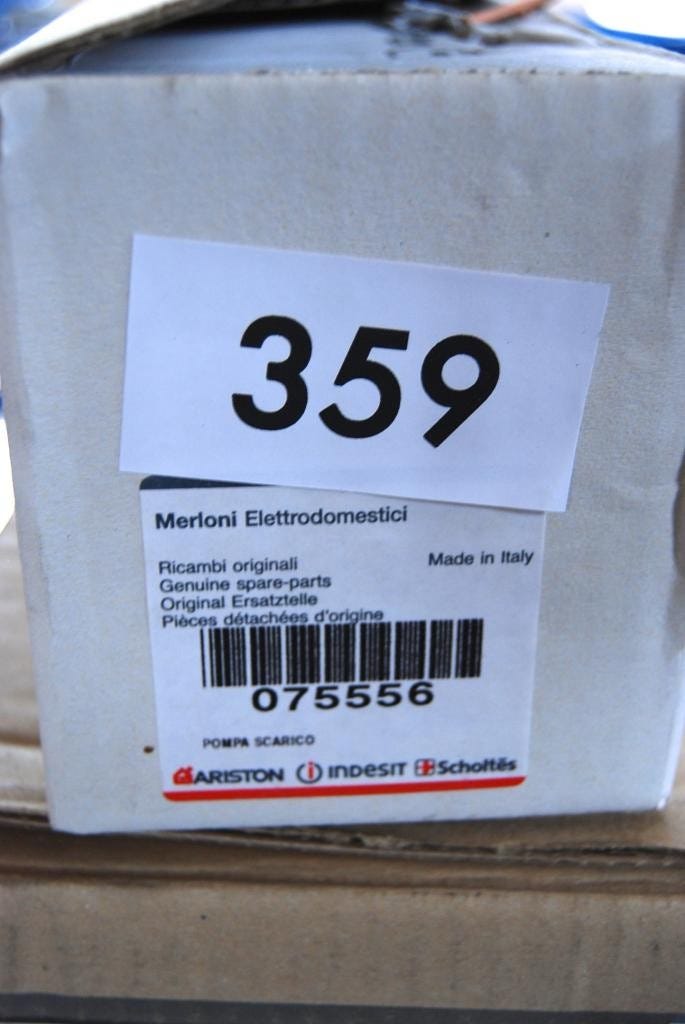 359
Merloni Elettrodomestici
Ricambi originali
Made in Italy
Genuine spare-parts
Original Ersatztelle
Pièces détachées d'origine
075556
POMPA SCARICO
ARISTON INDESIT Scholtès